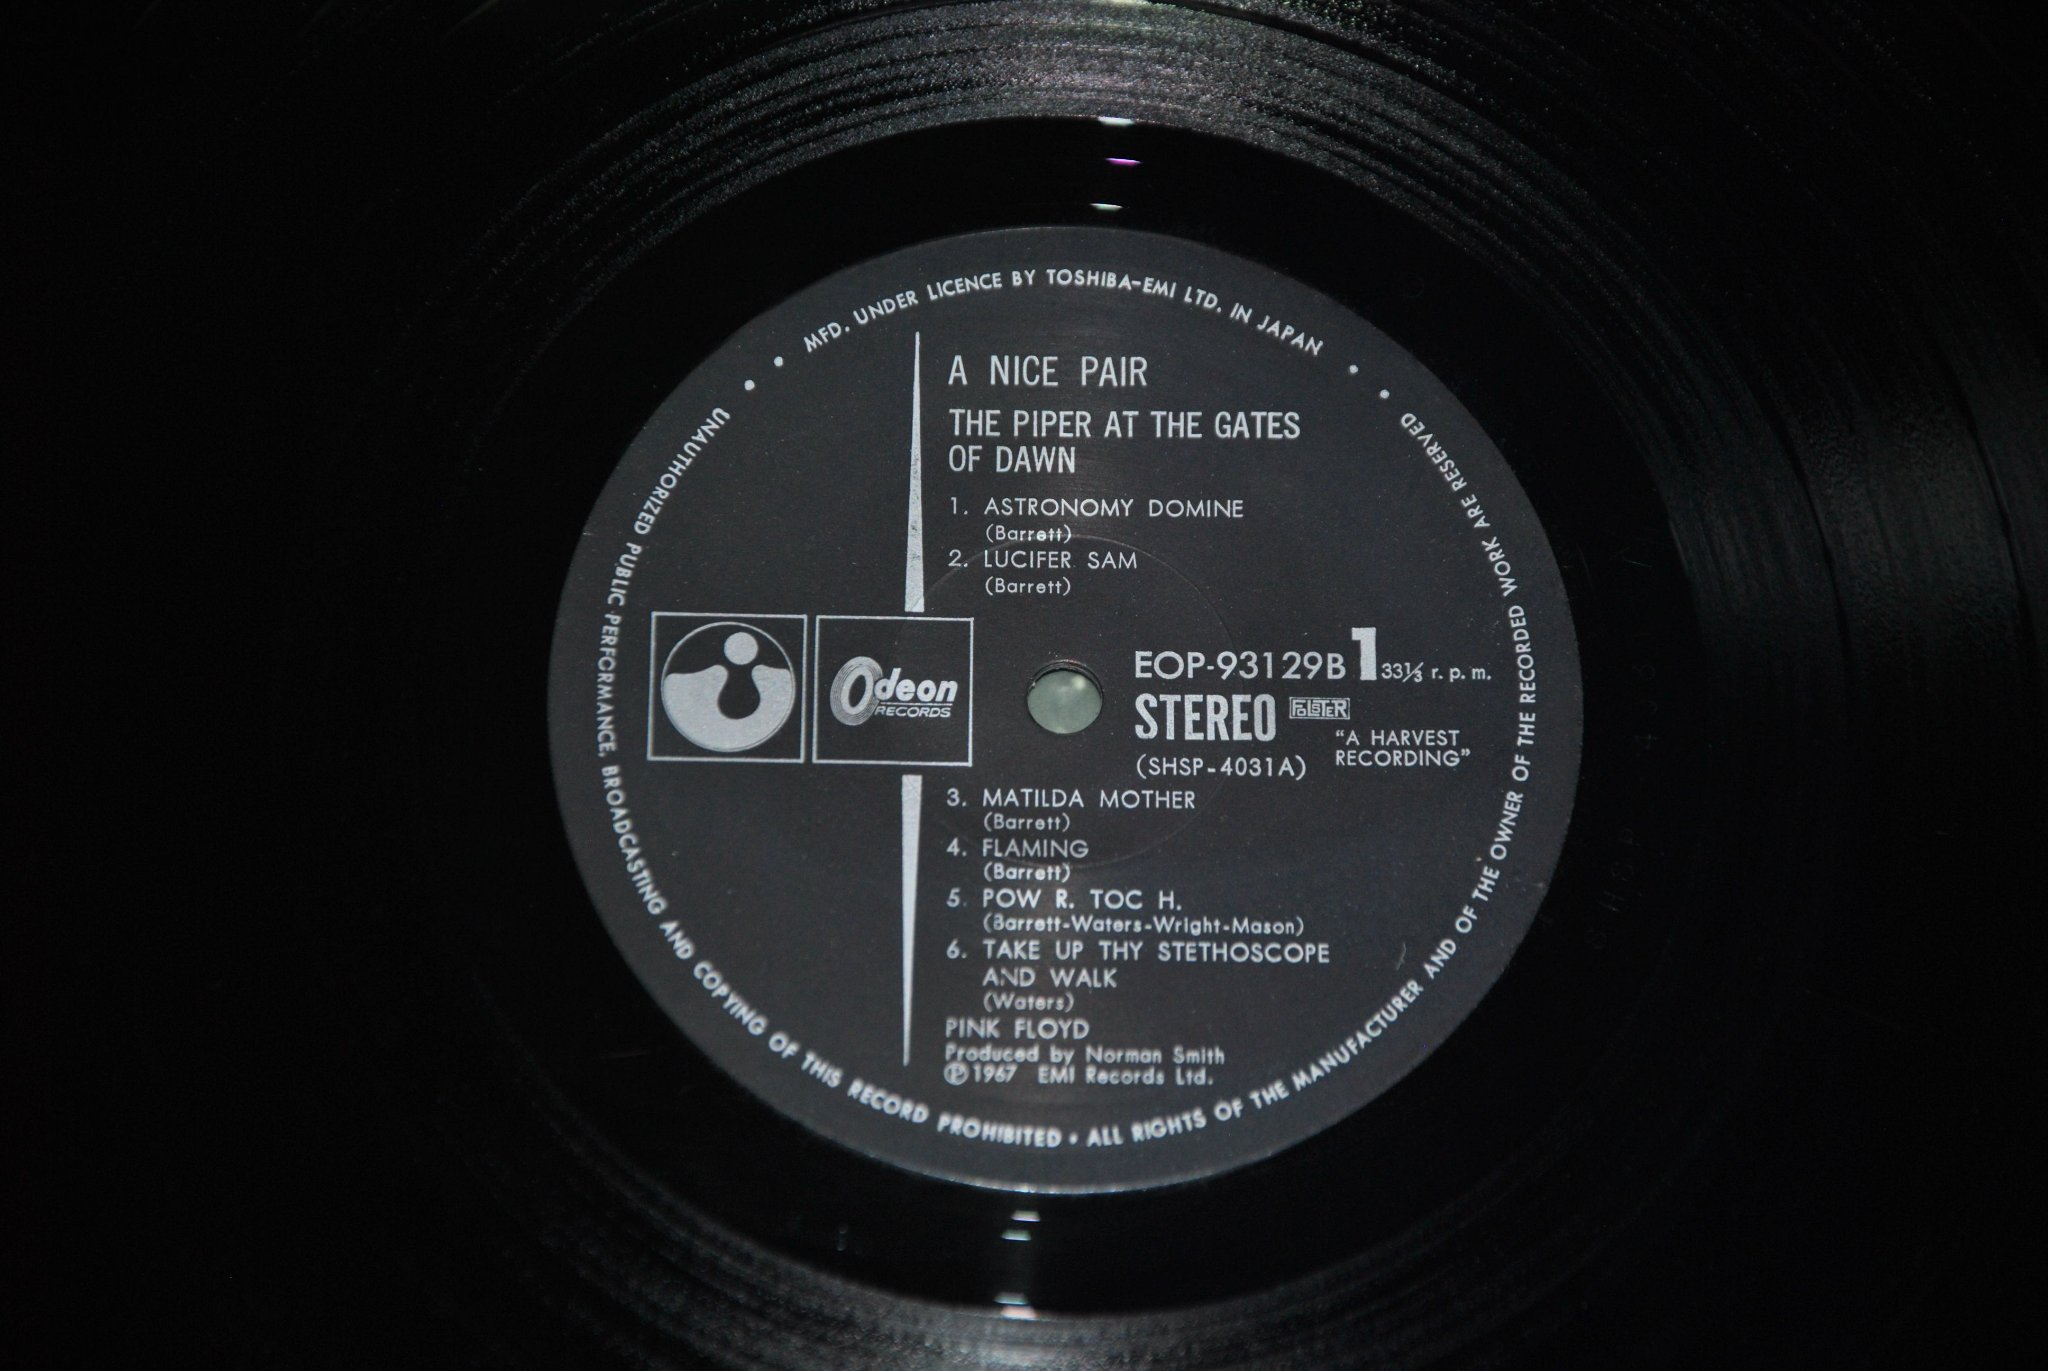 • • MFD. UNDER LICENCE BY TOSHIBA-EMI LTD. IN JAPAN • •
A NICE PAIR
THE PIPER AT THE GATES
OF DAWN
1. ASTRONOMY DOMINE
(Barrett)
2. LUCIFER SAM
(Barrett)
Odeon
RECORDS
EOP-93129B 1 33⅓ r. p. m.
STEREO
(SHSP-4031A)
"A HARVEST
RECORDING"
3. MATILDA MOTHER
(Barrett)
4. FLAMING
(Barrett)
5. POW R. TOC H.
(Barrett-Waters-Wright-Mason)
6. TAKE UP THY STETHOSCOPE
AND WALK
(Waters)
PINK FLOYD
Produced by Norman Smith
Ⓟ1967 EMI Records Ltd.
UNAUTHORIZED PUBLIC PERFORMANCE, BROADCASTING AND COPYING OF THIS RECORD PROHIBITED • ALL RIGHTS OF THE MANUFACTURER AND OF THE OWNER OF THE RECORDED WORK ARE RESERVED